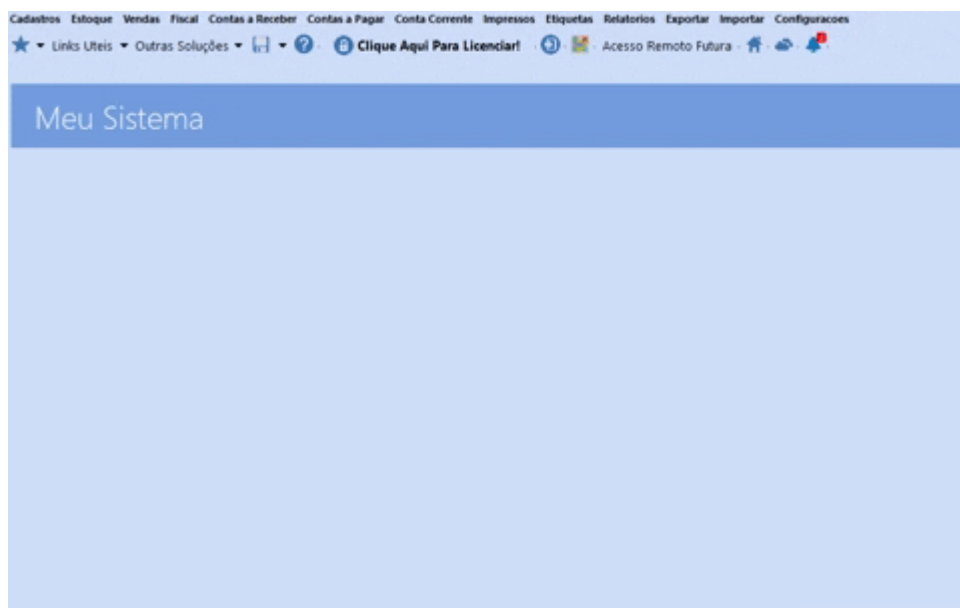 Cadastros Estoque Vendas Fiscal Contas a Receber Contas a Pagar Conta Corrente Impressos Etiquetas Relatorios Exportar Importar Configuracoes
Links Uteis Outras Soluções Clique Aqui Para Licenciar! Acesso Remoto Futura
Meu Sistema